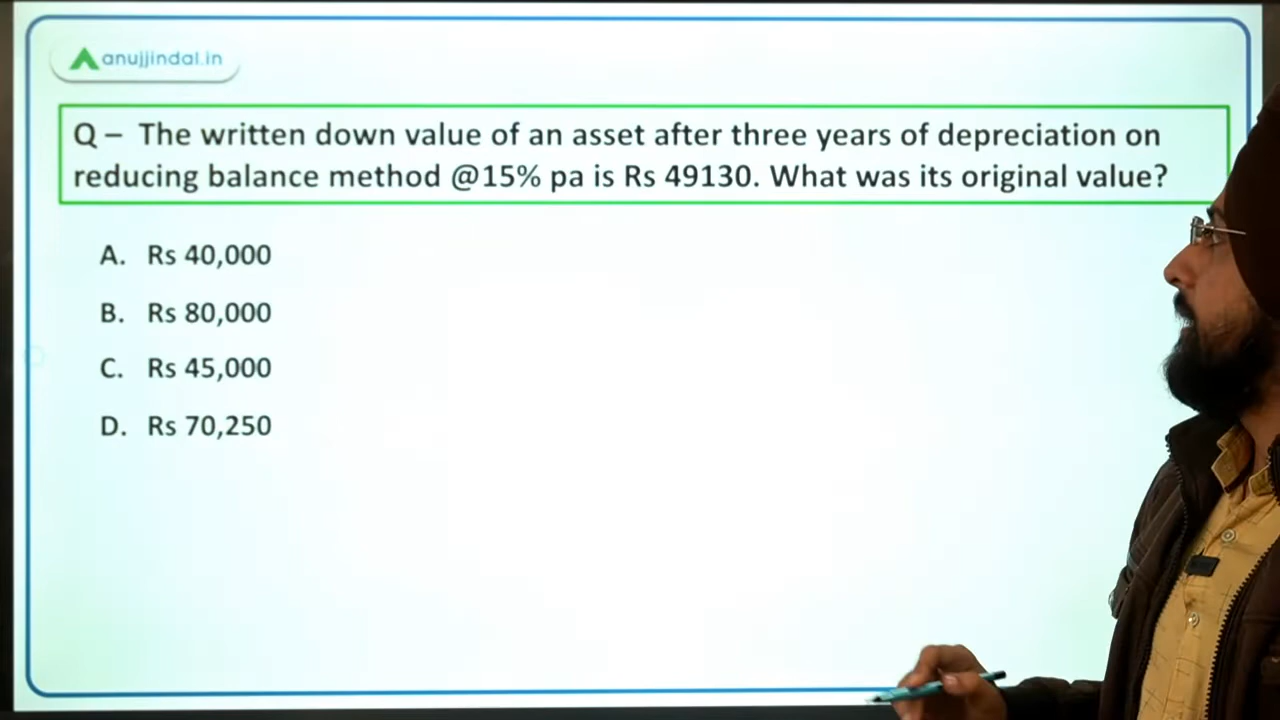 anujjindal.in
Q – The written down value of an asset after three years of depreciation on
reducing balance method @15% pa is Rs 49130. What was its original value?
A. Rs 40,000
B. Rs 80,000
C. Rs 45,000
D. Rs 70,250